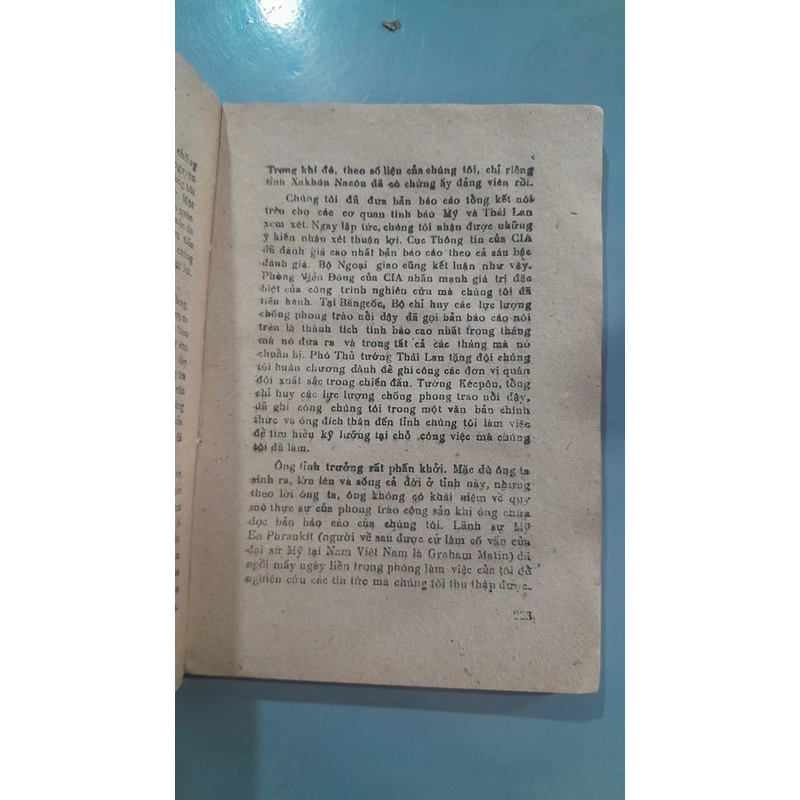 những
Trong khi đó, theo số liệu của chúng tôi, chỉ riêng
tỉnh Xakhôn Nacôn đã có chừng ấy đảng viên rồi.
Chúng tôi đã đưa bản báo cáo tổng kết nói
trên cho các cơ quan tình báo Mỹ và Thái Lan
xem xét. Ngay lập tức, chúng tôi nhận được những
ý kiến nhận xét thuận lợi. Cục Thông tin của CIA
đã đánh giá cao nhất bản báo cáo theo cả sáu bậc
đánh giá. Bộ Ngoại giao cũng kết luận như vậy.
Phòng Viễn Đông của CIA nhấn mạnh giá trị đặc
biệt của công trình nghiên cứu mà chúng tôi đã
tiến hành. Tại Băngcốc, Bộ chỉ huy các lực lượng
chống phong trào nổi dậy đã gọi bản báo cáo nói
trên là thành tích tình báo cao nhất trong tháng
mà nó đưa ra và trong tất cả các tháng mà nó
chuẩn bị. Phó Thủ tướng Thái Lan tặng đội chúng
tôi huân chương dành để ghi công các đơn vị quân
đội xuất sắc trong chiến đấu. Tướng Kécpôn, tổng
chỉ huy các lực lượng chống phong trao nổi dậy,
đã ghi công chúng tôi trong một văn bản chính
thức và ông đích thân đến tỉnh chúng tôi làm việc
để tìm hiểu kỹ lưỡng tại chỗ công việc mà chúng
tôi đã làm.
Ông tỉnh trưởng rất phấn khởi. Mặc dù ông ta
sinh ra, lớn lên và sống cả đời ở tỉnh này, nhưng
theo lời ông ta, ông không có khái niệm về quy
mô thực sự của phong trào cộng sản khi ông chưa
đọc bản báo cáo của chúng tôi. Lãnh sự Mỹ
Ea Phrankit (người về sau được cử làm cố vấn của
đại sứ Mỹ tại Nam Việt Nam là Graham Matin) đã
ngồi mấy ngày liền trong phòng làm việc của tôi để
nghiên cứu các tin tức mà chúng tôi thu thập được.